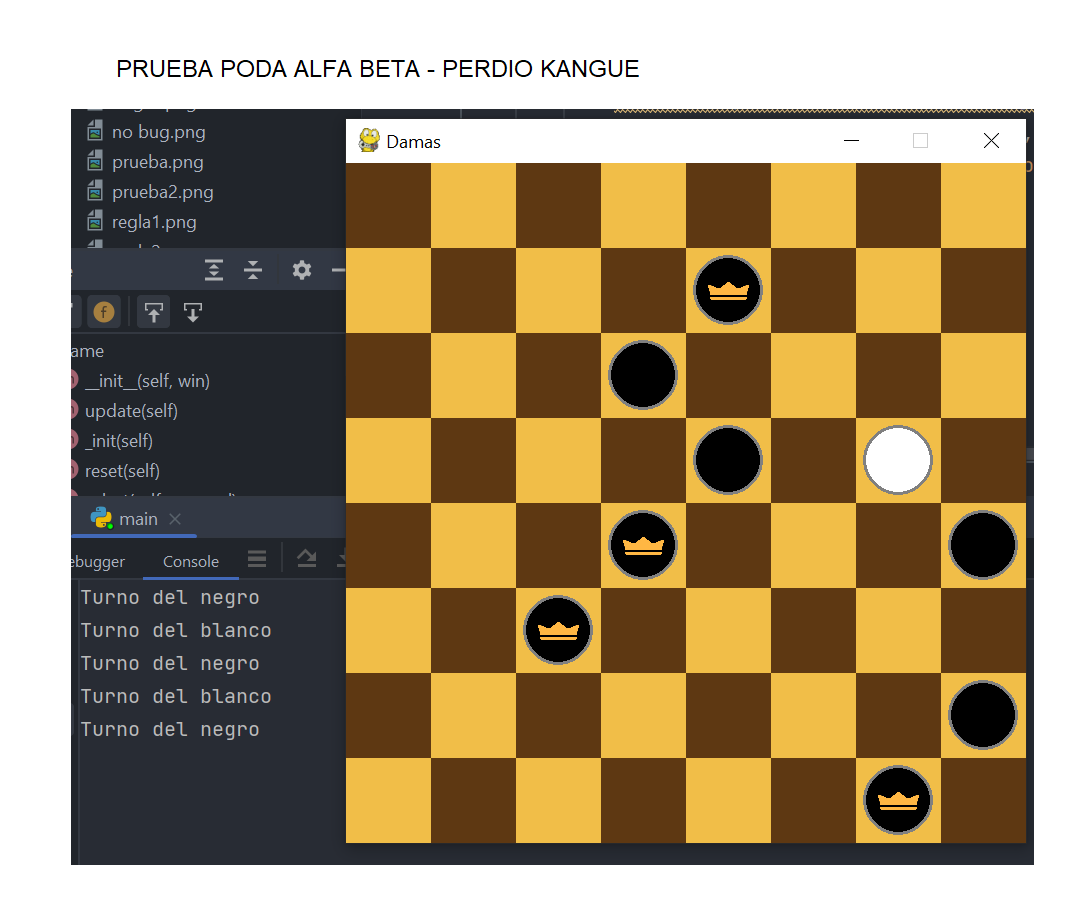 PRUEBA PODA ALFA BETA - PERDIO KANGUE
no bug.png
prueba.png
prueba2.png
regla1.png
Damas
f
ame
__init__(self, win)
update(self)
_init(self)
reset(self)
main
ebugger
Console
Turno del negro
Turno del blanco
Turno del negro
Turno del blanco
Turno del negro